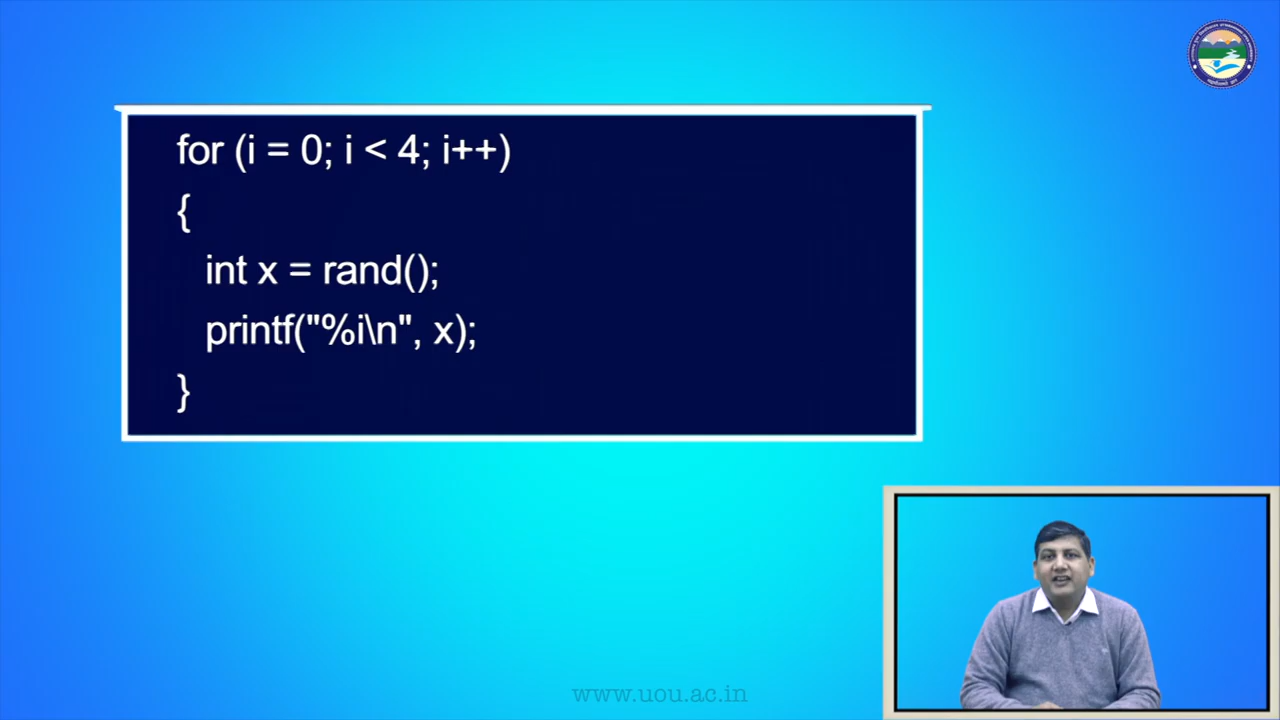 for (i = 0; i < 4; i++)
{
int x = rand();
printf("%i\n", x);
}
www.uou.ac.in